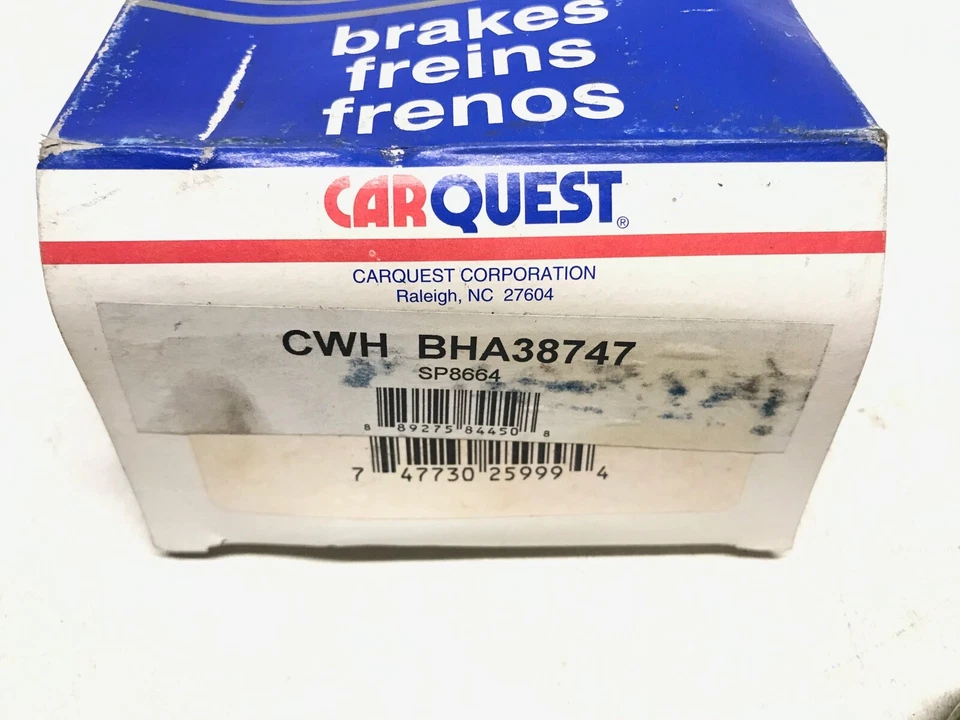 brakes
freins
frenos
CARQUEST®
CARQUEST CORPORATION
Raleigh, NC 27604
CWH BHA38747
SP8664
8 89275 84450 8
7 47730 25999 4